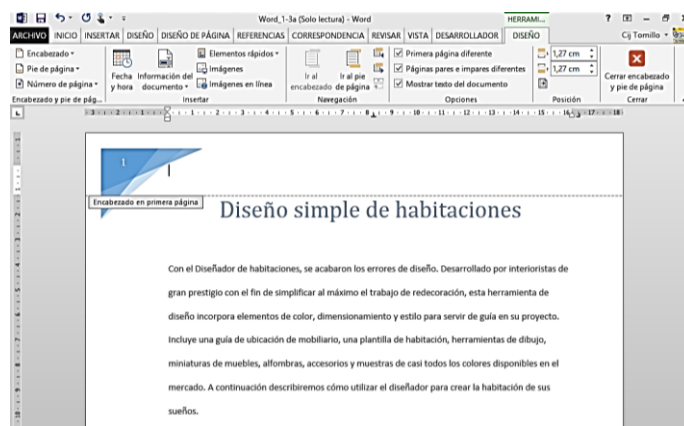 Word_1-3a (Solo lectura) - Word
HERRAMI...
ARCHIVO INICIO INSERTAR DISEÑO DISEÑO DE PÁGINA REFERENCIAS CORRESPONDENCIA REVISAR VISTA DESARROLLADOR DISEÑO
Cij Tomillo
Encabezado
Pie de página
Número de página
Encabezado y pie de pág...
Fecha y hora
Información del documento
Elementos rápidos
Imágenes
Imágenes en línea
Insertar
Ir al encabezado
Ir al pie de página
Navegación
Primera página diferente
Páginas pares e impares diferentes
Mostrar texto del documento
Opciones
1,27 cm
1,27 cm
Posición
Cerrar encabezado y pie de página
Cerrar
1
Encabezado en primera página
Diseño simple de habitaciones
Con el Diseñador de habitaciones, se acabaron los errores de diseño. Desarrollado por interioristas de
gran prestigio con el fin de simplificar al máximo el trabajo de redecoración, esta herramienta de
diseño incorpora elementos de color, dimensionamiento y estilo para servir de guía en su proyecto.
Incluye una guía de ubicación de mobiliario, una plantilla de habitación, herramientas de dibujo,
miniaturas de muebles, alfombras, accesorios y muestras de casi todos los colores disponibles en el
mercado. A continuación describiremos cómo utilizar el diseñador para crear la habitación de sus
sueños.